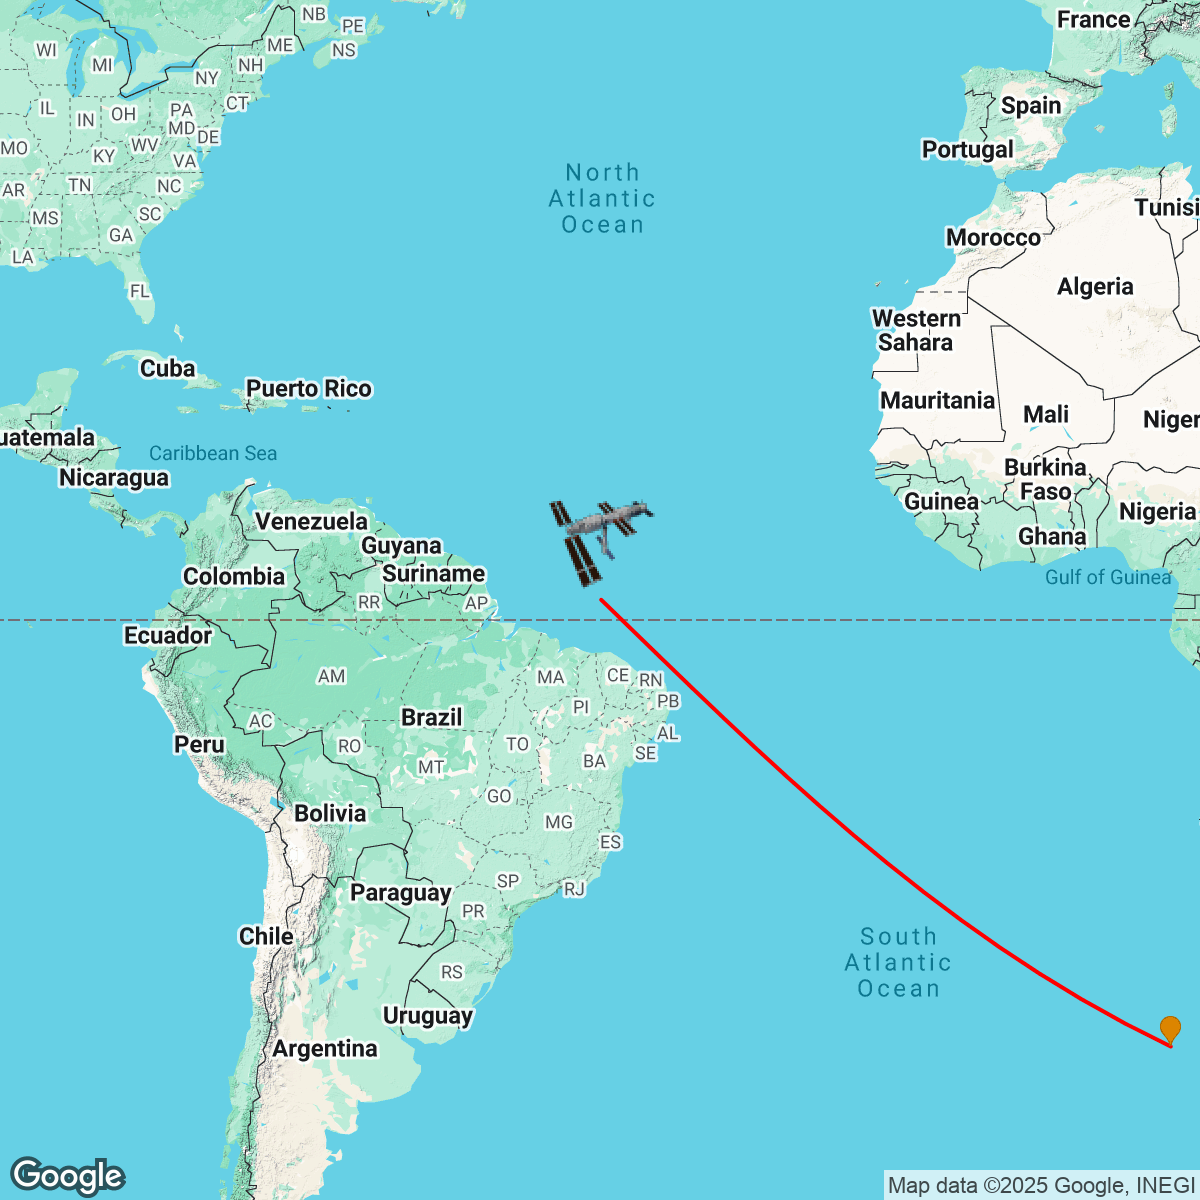 NB
PE
France
WI
ME
NS
MI
NH
NY
CT
Spain
IL
OH
PA
IN
MD
DE
Portugal
MO
WV
KY
VA
AR
TN
NC
North
Atlantic
Ocean
Tunisi
MS
SC
GA
Morocco
LA
Algeria
FL
Western
Sahara
Cuba
Puerto Rico
Mauritania
Mali
Niger
uatemala
Caribbean Sea
Nicaragua
Burkina
Faso
Guinea
Nigeria
Venezuela
Ghana
Guyana
Suriname
Colombia
Gulf of Guinea
RR
AP
Ecuador
AM
MA
CE
RN
PB
PI
AC
Brazil
AL
Peru
RO
TO
SE
MT
BA
GO
Bolivia
MG
ES
SP
RJ
Paraguay
PR
Chile
South
Atlantic
Ocean
RS
Uruguay
Argentina
Google
Map data ©2025 Google, INEGI